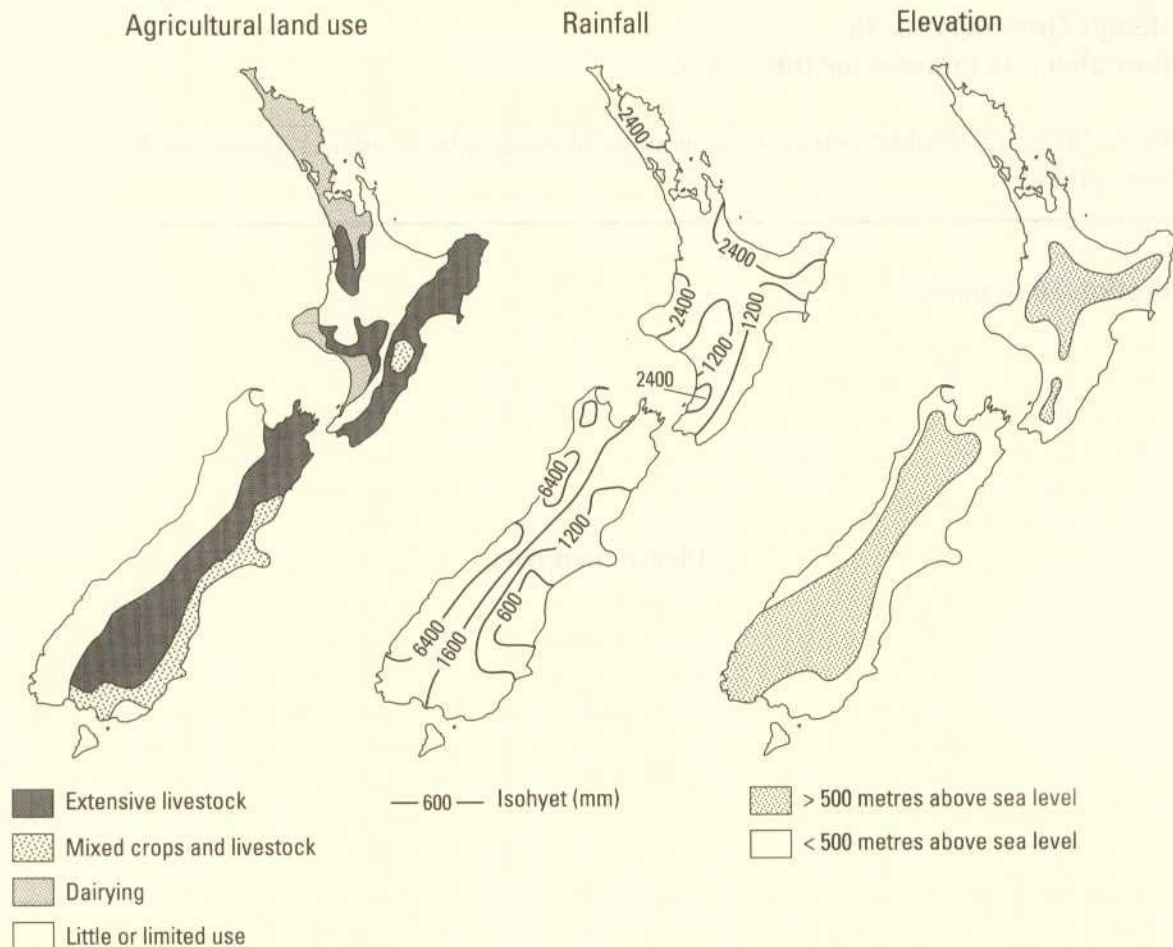 Agricultural land use
Rainfall
Elevation
2400
2400
2400
1200
1200
2400
6400
1200
600
6400
1600
Extensive livestock
Mixed crops and livestock
Dairying
Little or limited use
600 Isohyet (mm)
> 500 metres above sea level
< 500 metres above sea level